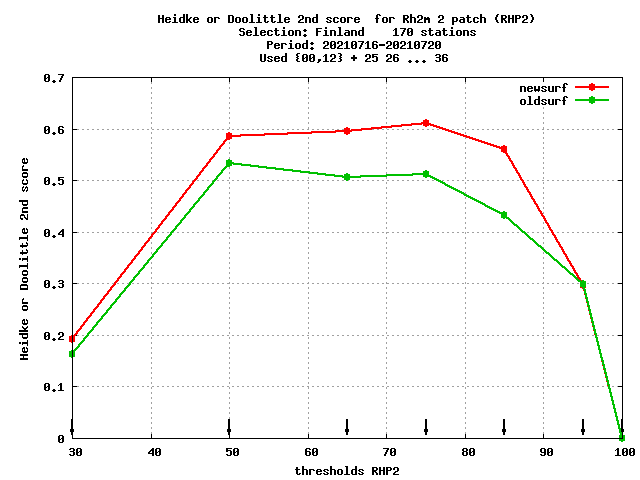 Heidke or Doolittle 2nd score  for Rh2m 2 patch (RHP2)
Selection: Finland    170 stations
Period: 20210716-20210720
Used {00,12} + 25 26 ... 36
newsurf
oldsurf
0.7
0.6
0.5
0.4
0.3
0.2
0.1
0
Heidke or Doolittle 2nd score
30 40 50 60 70 80 90 100
thresholds RHP2